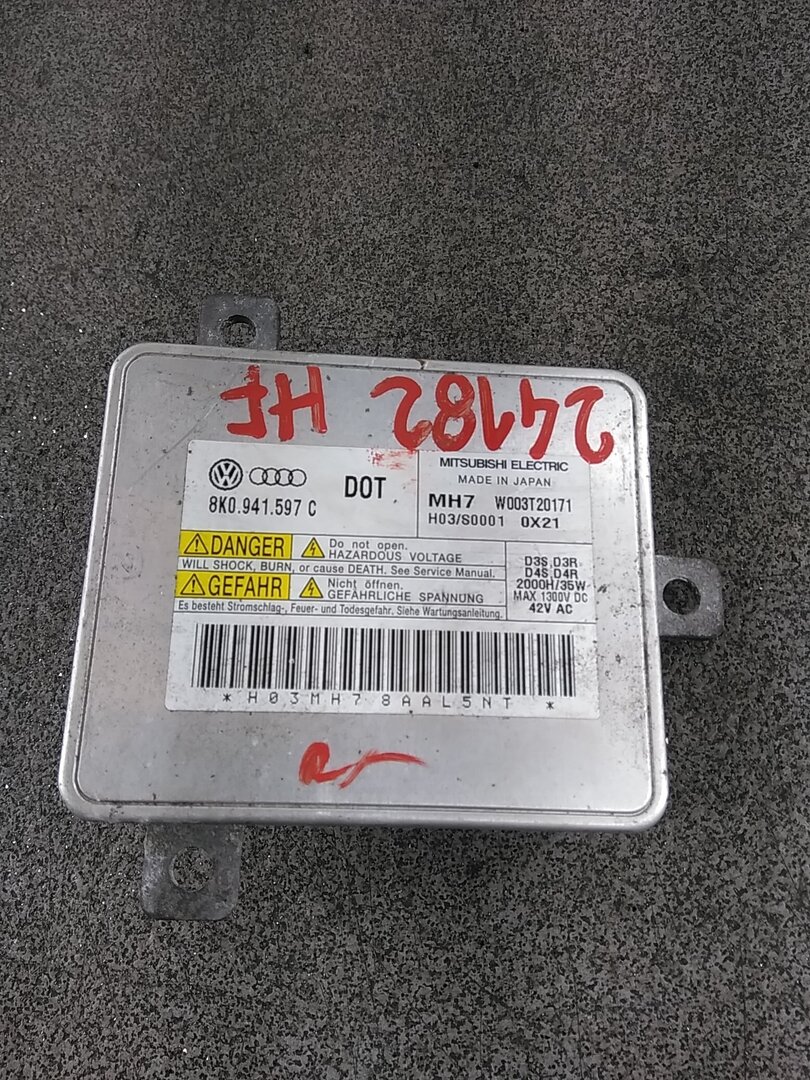 24182 HF
8K0.941.597 C
DOT
MITSUBISHI ELECTRIC
MADE IN JAPAN
MH7 W003T20171
H03/S0001 0X21
DANGER
Do not open.
HAZARDOUS VOLTAGE
WILL SHOCK, BURN, or cause DEATH. See Service Manual.
GEFAHR
Nicht öffnen.
GEFÄHRLICHE SPANNUNG
Es besteht Stromschlag-, Feuer- und Todesgefahr. Siehe Wartungsanleitung.
D3S,D3R
D4S,D4R
2000H/35W
MAX 1300V DC
42V AC
*H03MH78AAL5NT*